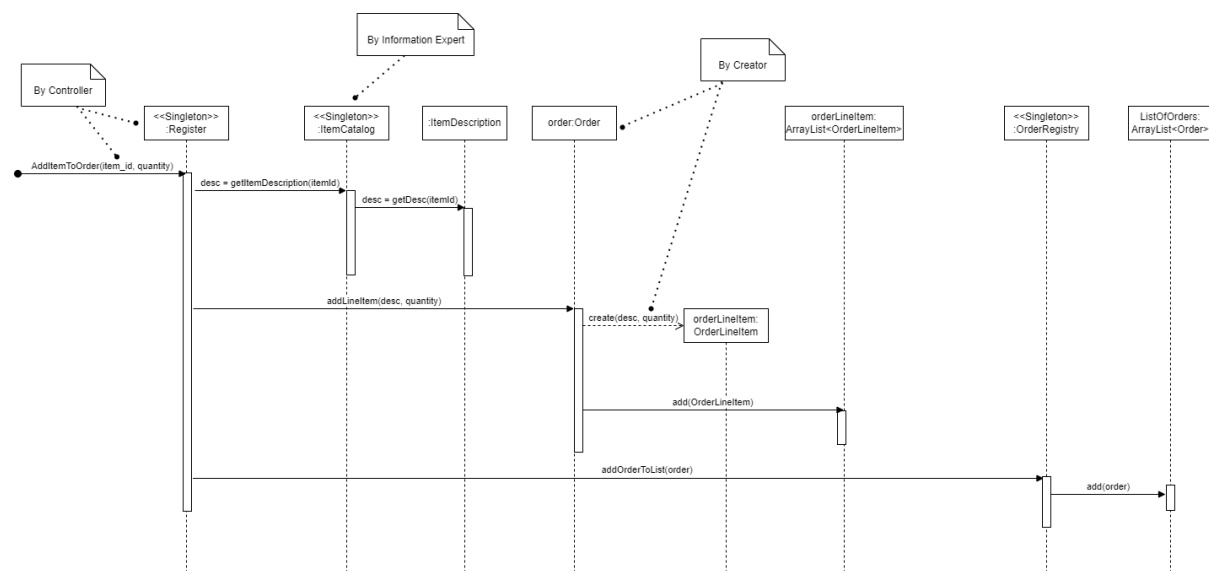 By Information Expert
By Creator
By Controller
<<Singleton>>
:Register
<<Singleton>>
:ItemCatalog
:ItemDescription
order:Order
orderLineItem:
ArrayList<OrderLineItem>
<<Singleton>>
:OrderRegistry
ListOfOrders:
ArrayList<Order>
AddItemToOrder(item_id, quantity)
desc = getItemDescription(itemId)
desc = getDesc(itemId)
addLineItem(desc, quantity)
create(desc, quantity)
orderLineItem:
OrderLineItem
add(OrderLineItem)
addOrderToList(order)
add(order)